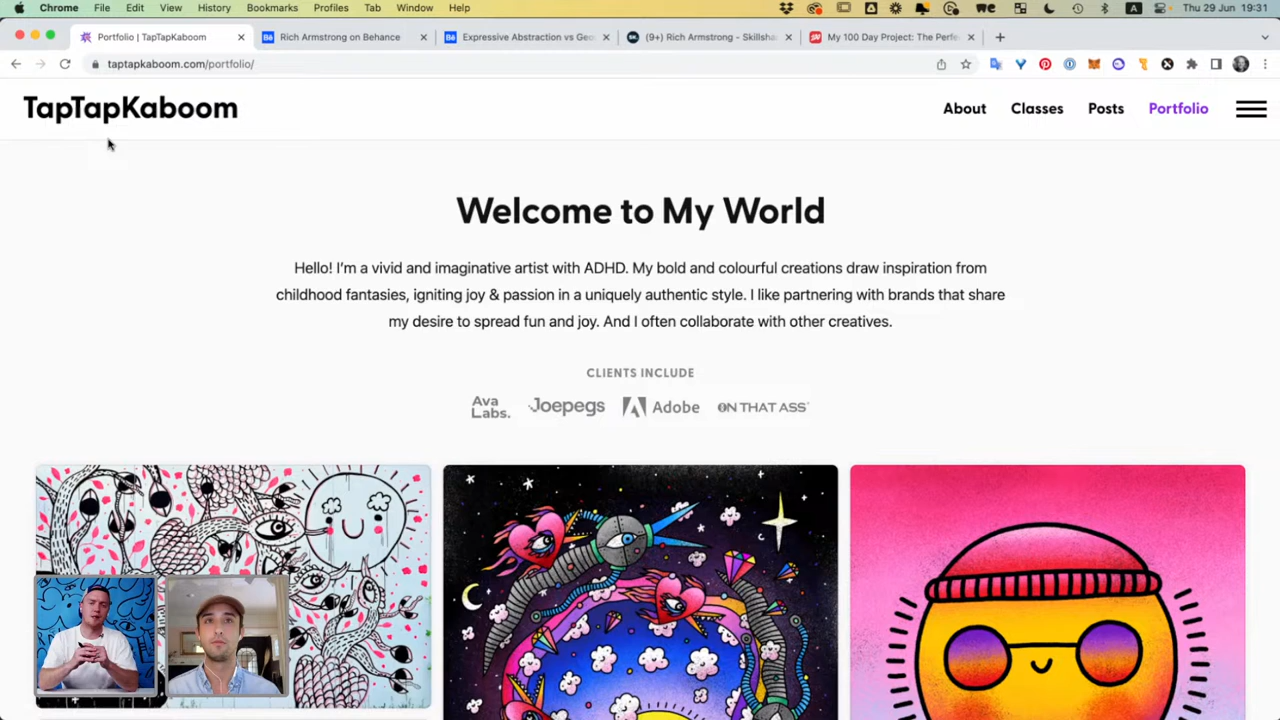 Chrome File Edit View History Bookmarks Profiles Tab Window Help A Thu 29 Jun 19:31
Portfolio | TapTapKaboom Bē Rich Armstrong on Behance Bē Expressive Abstraction vs Geo SK. (9+) Rich Armstrong - Skillsha My 100 Day Project: The Perfe
taptapkaboom.com/portfolio/
TapTapKaboom About Classes Posts Portfolio
Welcome to My World
Hello! I'm a vivid and imaginative artist with ADHD. My bold and colourful creations draw inspiration from
childhood fantasies, igniting joy & passion in a uniquely authentic style. I like partnering with brands that share
my desire to spread fun and joy. And I often collaborate with other creatives.
CLIENTS INCLUDE
Ava Labs. Joepegs Adobe ON THAT ASS